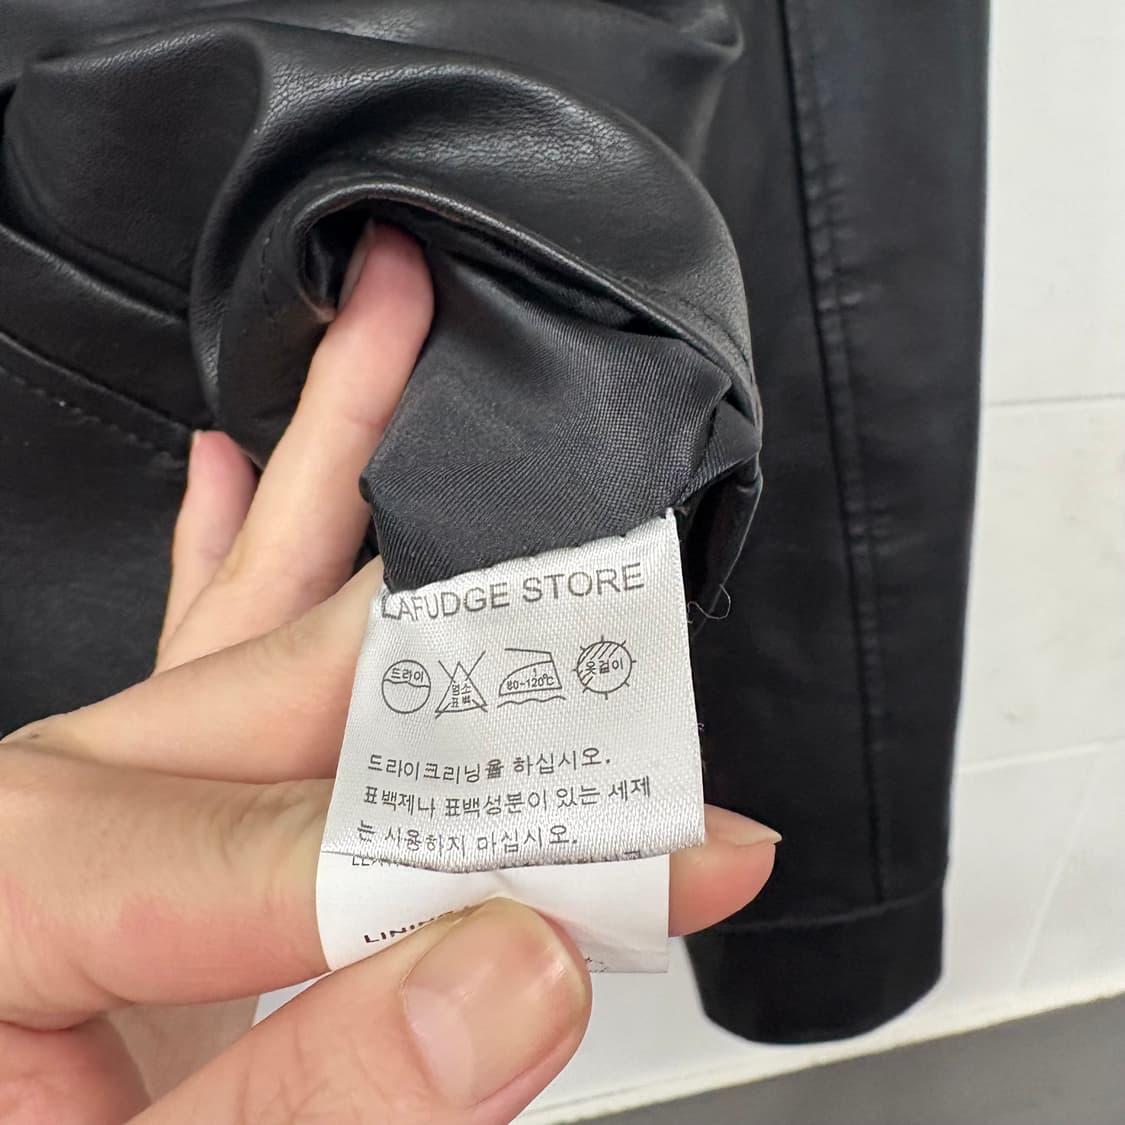 LAFUDGE STORE
드라이
염소
표백
80~120℃
옷걸이
드라이크리닝을 하십시오.
표백제나 표백성분이 있는 세제
는 사용하지 마십시오.